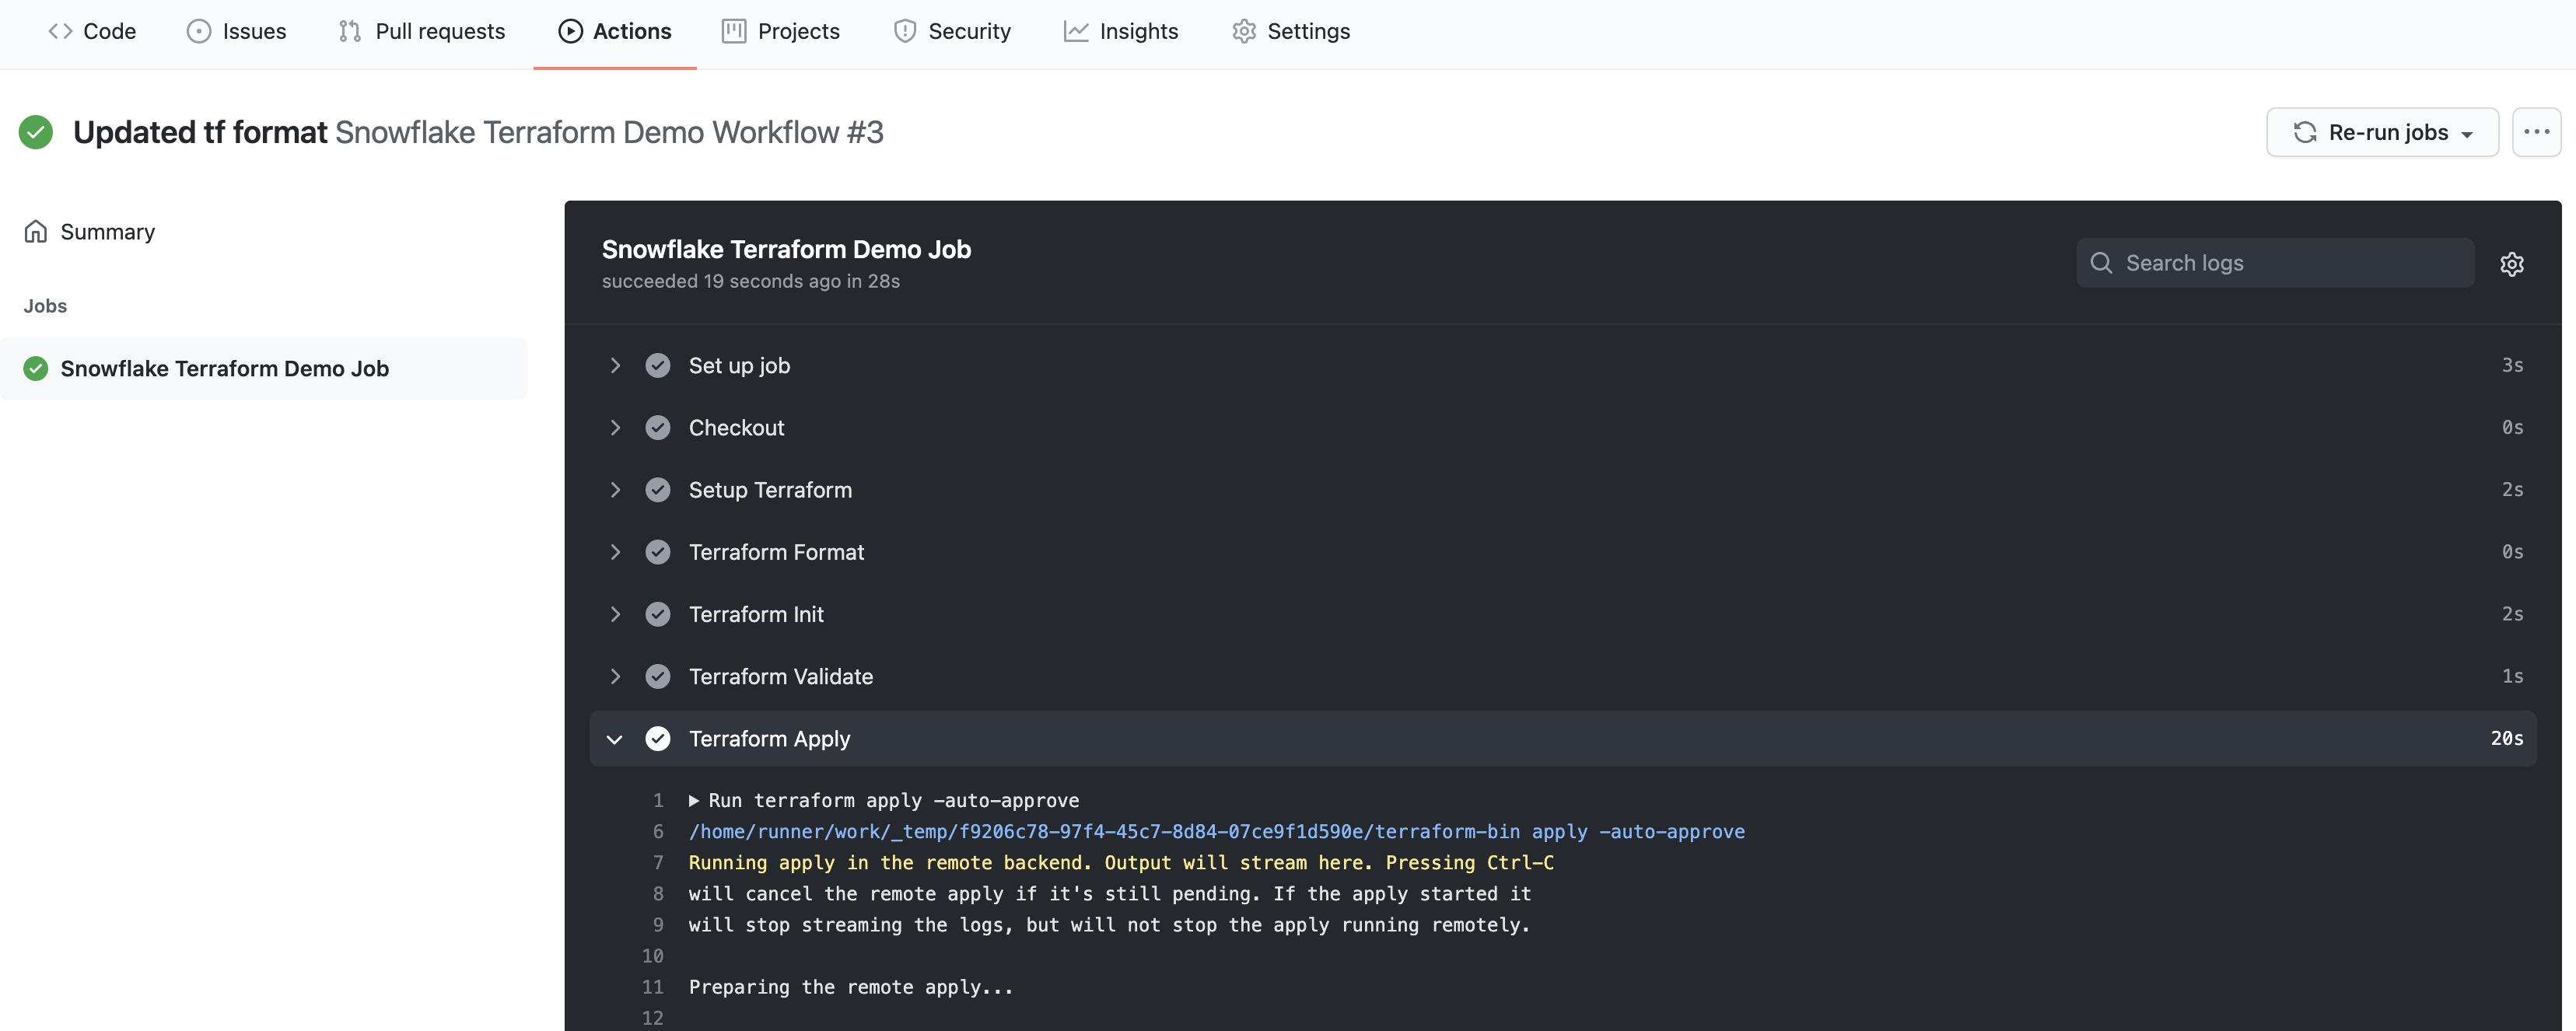 Code Issues Pull requests Actions Projects Security Insights Settings
Updated tf format Snowflake Terraform Demo Workflow #3
Re-run jobs
Summary
Jobs
Snowflake Terraform Demo Job
Snowflake Terraform Demo Job
succeeded 19 seconds ago in 28s
Search logs
Set up job 3s
Checkout 0s
Setup Terraform 2s
Terraform Format 0s
Terraform Init 2s
Terraform Validate 1s
Terraform Apply 20s
1 Run terraform apply -auto-approve
6 /home/runner/work/_temp/f9206c78-97f4-45c7-8d84-07ce9f1d590e/terraform-bin apply -auto-approve
7 Running apply in the remote backend. Output will stream here. Pressing Ctrl-C
8 will cancel the remote apply if it's still pending. If the apply started it
9 will stop streaming the logs, but will not stop the apply running remotely.
10
11 Preparing the remote apply...
12